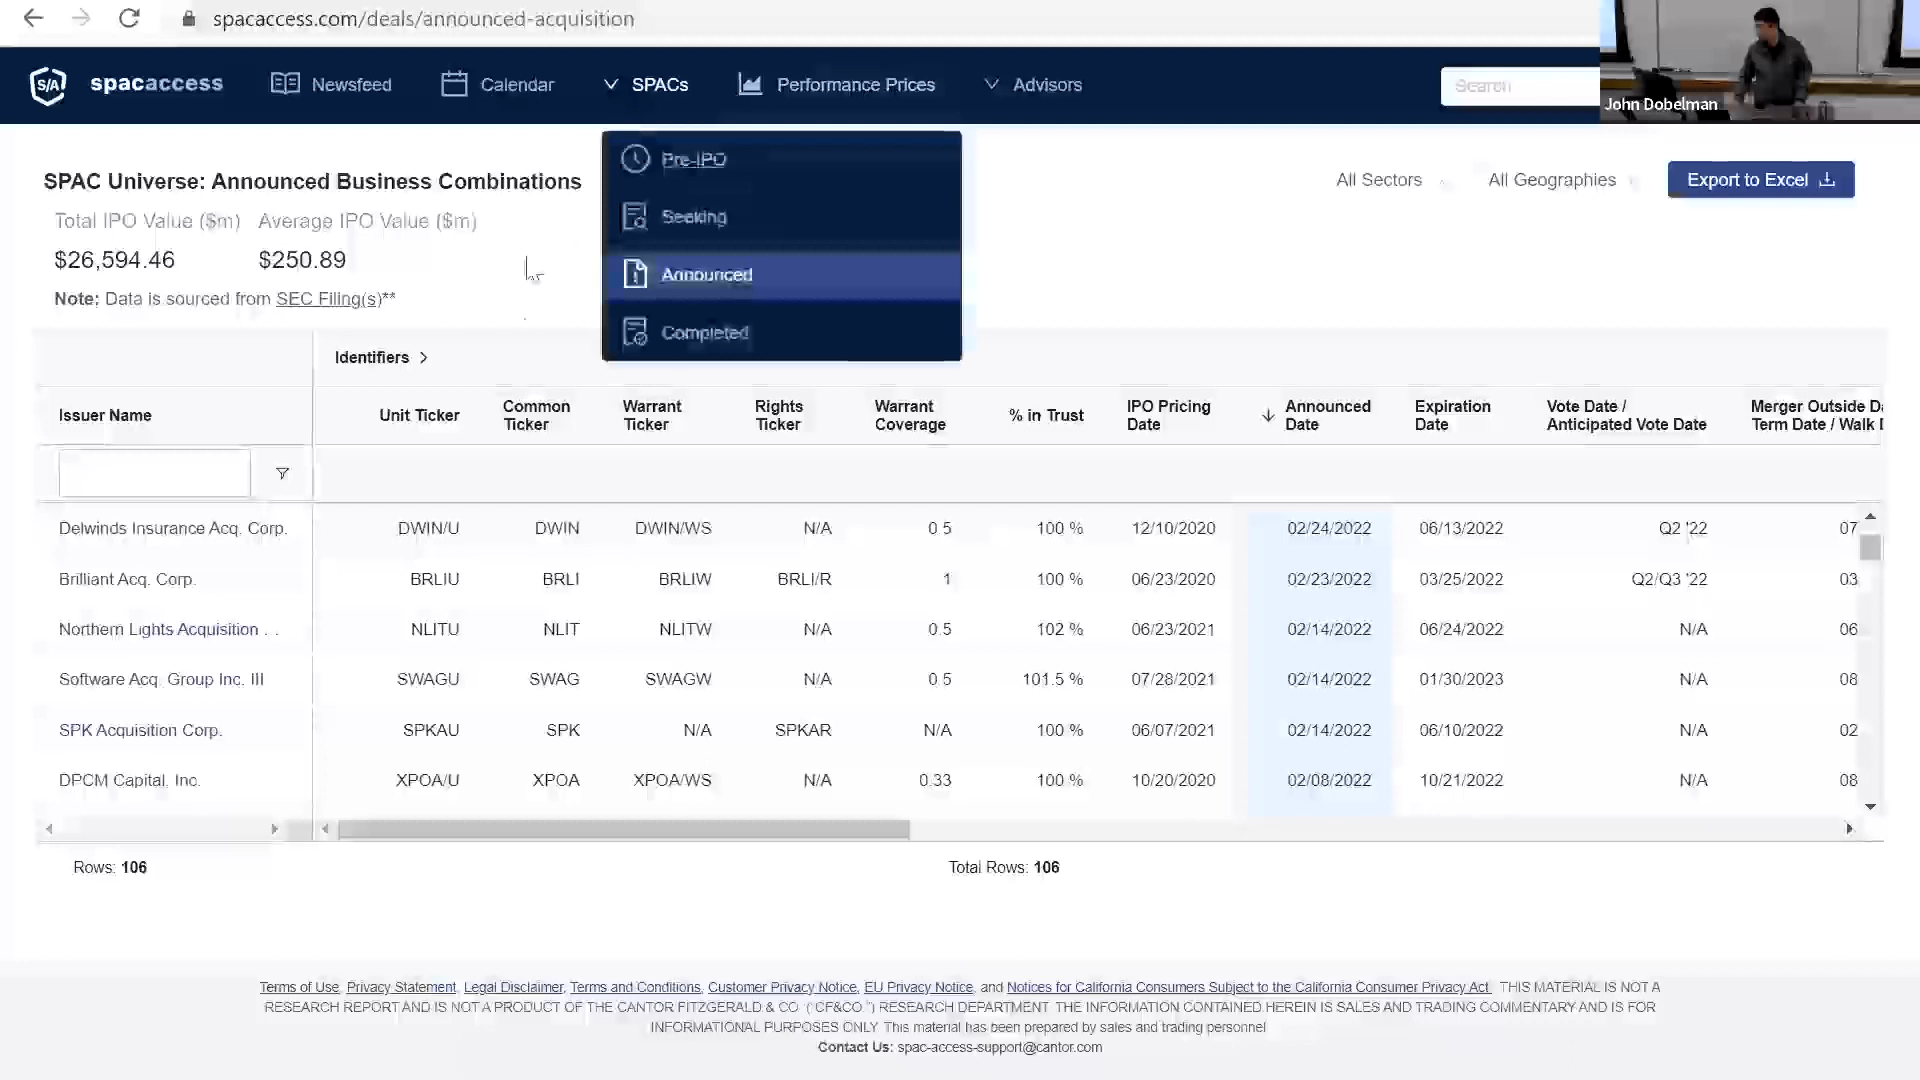 spacaccess.com/deals/announced-acquisition
S/A spacaccess Newsfeed Calendar SPACs Performance Prices Advisors Search
John Dobelman
Pre-IPO
Seeking
Announced
Completed
SPAC Universe: Announced Business Combinations
All Sectors All Geographies Export to Excel
Total IPO Value ($m) Average IPO Value ($m)
$26,594.46 $250.89
Note: Data is sourced from SEC Filing(s)**
Identifiers >
Issuer Name Unit Ticker Common Ticker Warrant Ticker Rights Ticker Warrant Coverage % in Trust IPO Pricing Date Announced Date Expiration Date Vote Date / Anticipated Vote Date Merger Outside Da Term Date / Walk D
Delwinds Insurance Acq. Corp. DWIN/U DWIN DWIN/WS N/A 0.5 100 % 12/10/2020 02/24/2022 06/13/2022 Q2 '22 07
Brilliant Acq. Corp. BRLIU BRLI BRLIW BRLI/R 1 100 % 06/23/2020 02/23/2022 03/25/2022 Q2/Q3 '22 03
Northern Lights Acquisition ... NLITU NLIT NLITW N/A 0.5 102 % 06/23/2021 02/14/2022 06/24/2022 N/A 06
Software Acq. Group Inc. III SWAGU SWAG SWAGW N/A 0.5 101.5 % 07/28/2021 02/14/2022 01/30/2023 N/A 08
SPK Acquisition Corp. SPKAU SPK N/A SPKAR N/A 100 % 06/07/2021 02/14/2022 06/10/2022 N/A 02
DPCM Capital, Inc. XPOA/U XPOA XPOA/WS N/A 0.33 100 % 10/20/2020 02/08/2022 10/21/2022 N/A 08
Rows: 106 Total Rows: 106
Terms of Use, Privacy Statement, Legal Disclaimer, Terms and Conditions, Customer Privacy Notice, EU Privacy Notice, and Notices for California Consumers Subject to the California Consumer Privacy Act. THIS MATERIAL IS NOT A
RESEARCH REPORT AND IS NOT A PRODUCT OF THE CANTOR FITZGERALD & CO. ("CF&CO.") RESEARCH DEPARTMENT. THE INFORMATION CONTAINED HEREIN IS SALES AND TRADING COMMENTARY AND IS FOR
INFORMATIONAL PURPOSES ONLY. This material has been prepared by sales and trading personnel
Contact Us: spac-access-support@cantor.com